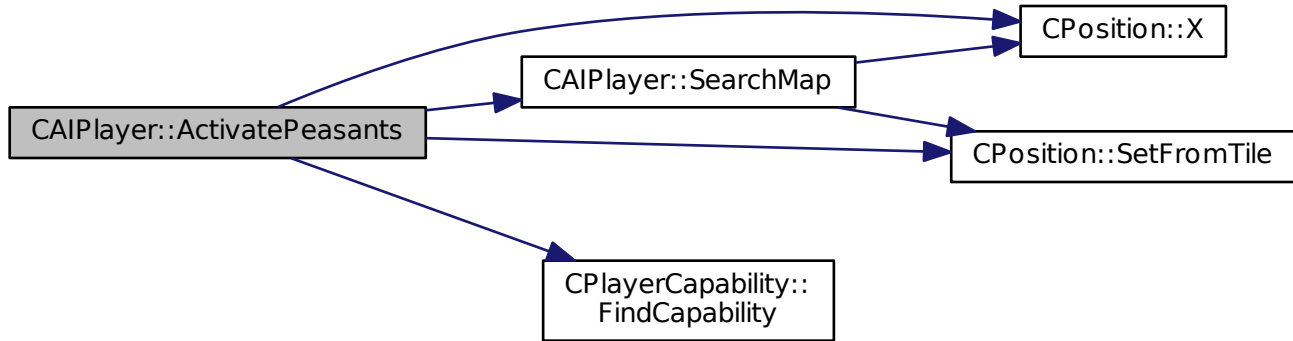 CPosition::X
CAIPlayer::SearchMap
CAIPlayer::ActivatePeasants
CPosition::SetFromTile
CPlayerCapability::
FindCapability